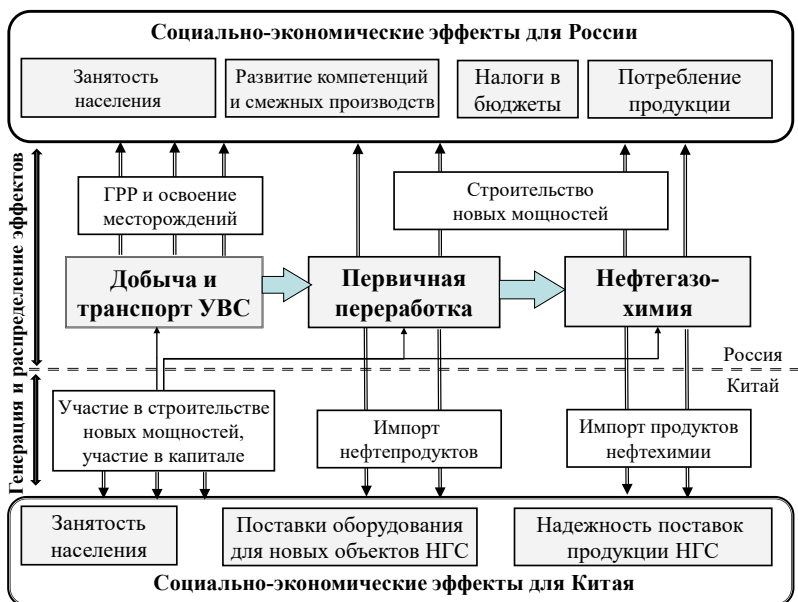 Социально-экономические эффекты для России
Занятость
населения
Развитие компетенций
и смежных производств
Налоги в
бюджеты
Потребление
продукции
Генерация и распределение эффектов
ГРР и освоение
месторождений
Строительство
новых мощностей
Добыча и
транспорт УВС
Первичная
переработка
Нефтегазо-
химия
Россия
Китай
Участие в строительстве
новых мощностей,
участие в капитале
Импорт
нефтепродуктов
Импорт продуктов
нефтехимии
Занятость
населения
Поставки оборудования
для новых объектов НГС
Надежность поставок
продукции НГС
Социально-экономические эффекты для Китая